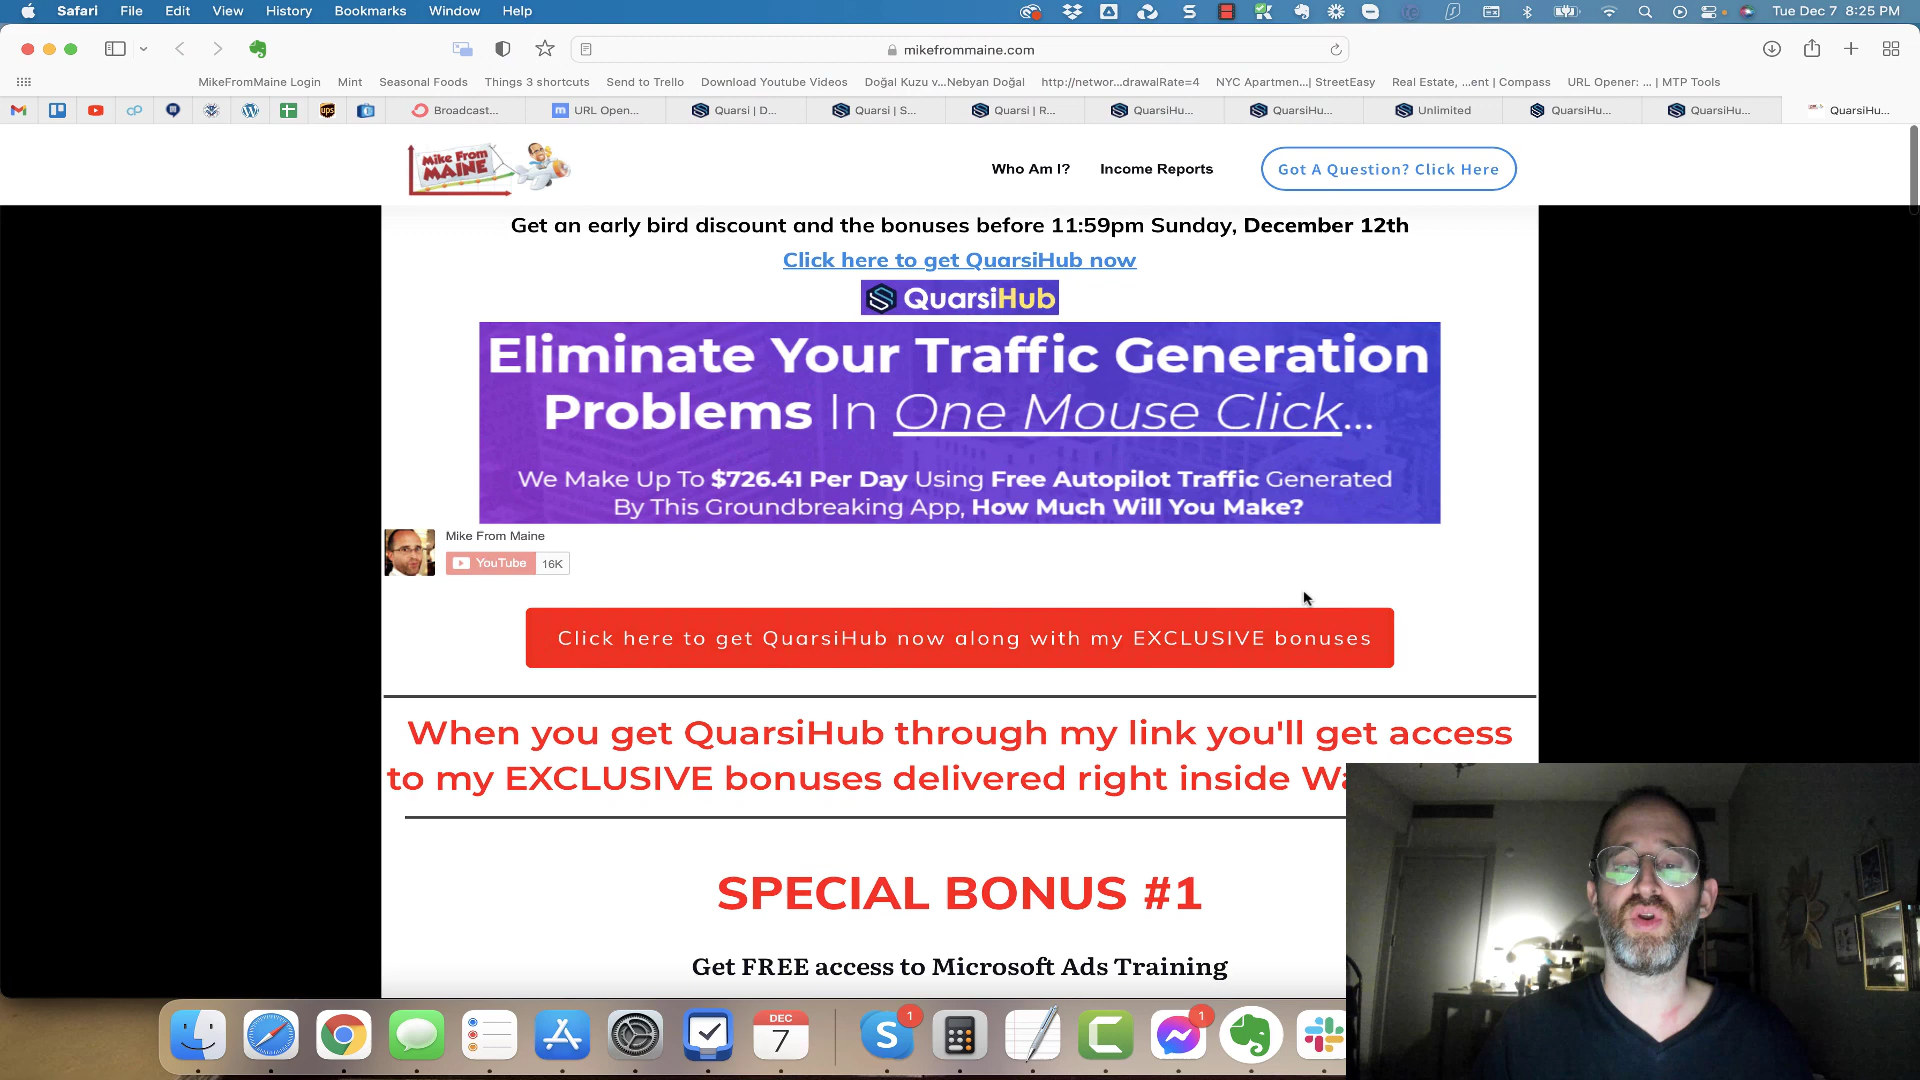 Safari File Edit View History Bookmarks Window Help Tue Dec 7 8:25 PM
mikefrommaine.com
MikeFromMaine Login Mint Seasonal Foods Things 3 shortcuts Send to Trello Download Youtube Videos Doğal Kuzu v...Nebyan Doğal http://networ...drawalRate=4 NYC Apartmen...| StreetEasy Real Estate, ...ent | Compass URL Opener: ... | MTP Tools
Broadcast... URL Open... Quarsi | D... Quarsi | S... Quarsi | R... QuarsiHu... QuarsiHu... Unlimited QuarsiHu... QuarsiHu... QuarsiHu...
Mike From
MAINE
Who Am I? Income Reports Got A Question? Click Here
Get an early bird discount and the bonuses before 11:59pm Sunday, December 12th
Click here to get QuarsiHub now
QuarsiHub
Eliminate Your Traffic Generation
Problems In One Mouse Click...
We Make Up To $726.41 Per Day Using Free Autopilot Traffic Generated
By This Groundbreaking App, How Much Will You Make?
Mike From Maine
YouTube 16K
Click here to get QuarsiHub now along with my EXCLUSIVE bonuses
When you get QuarsiHub through my link you'll get access
to my EXCLUSIVE bonuses delivered right inside Wa
SPECIAL BONUS #1
Get FREE access to Microsoft Ads Training
DEC
7
1
1